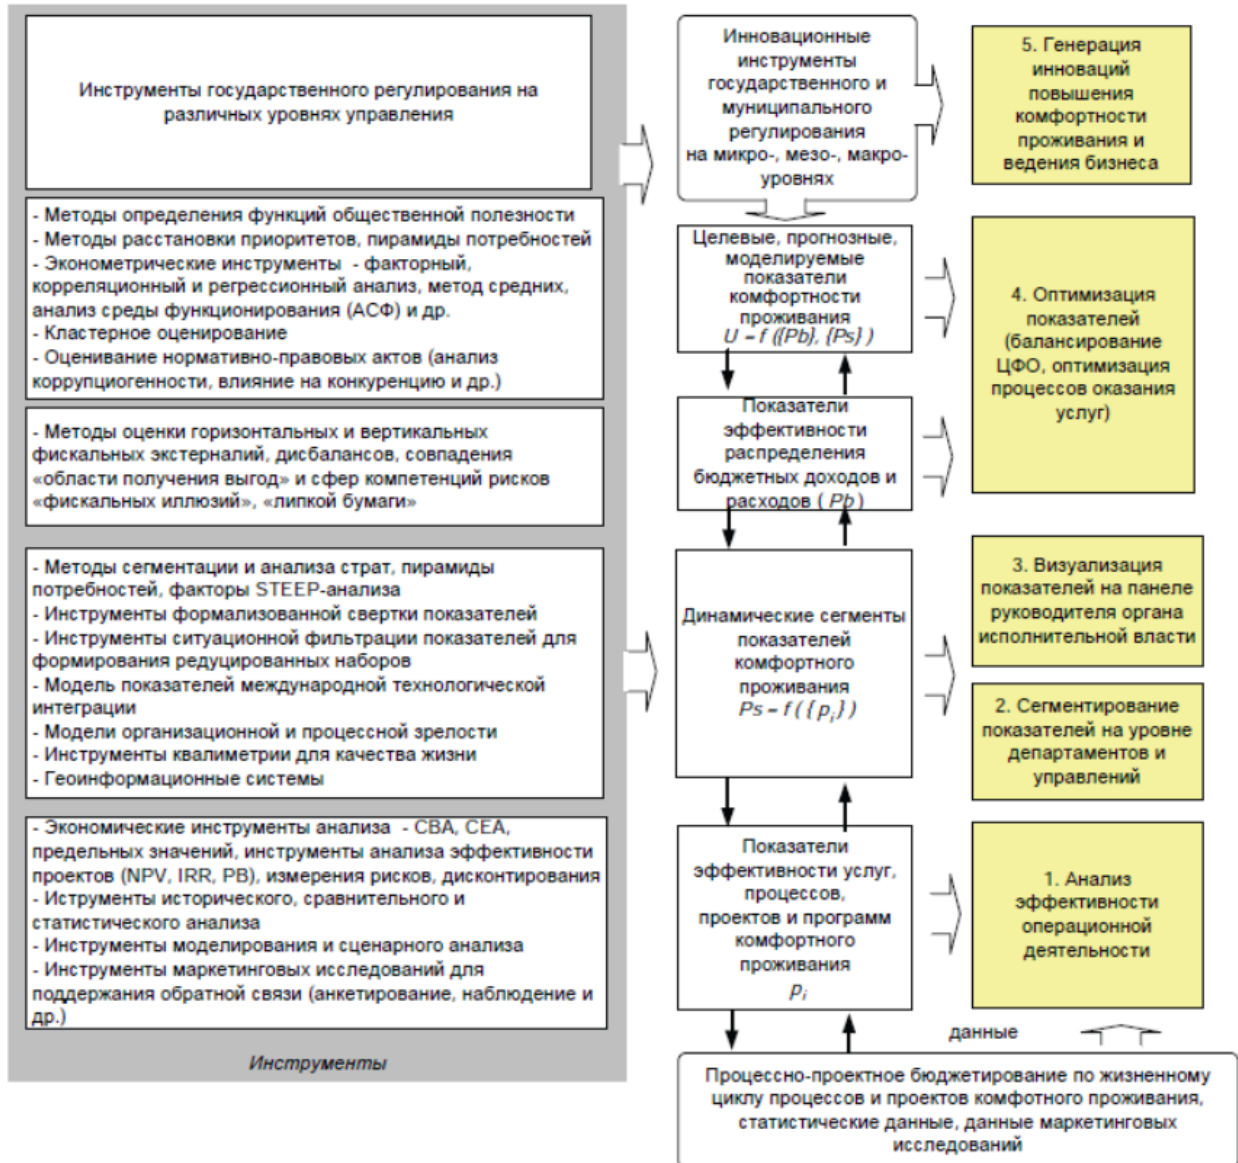 Инструменты государственного регулирования на
различных уровнях управления
- Методы определения функций общественной полезности
- Методы расстановки приоритетов, пирамиды потребностей
- Эконометрические инструменты - факторный,
корреляционный и регрессионный анализ, метод средних,
анализ среды функционирования (АСФ) и др.
- Кластерное оценирование
- Оценивание нормативно-правовых актов (анализ
коррупциогенности, влияние на конкуренцию и др.)
- Методы оценки горизонтальных и вертикальных
фискальных экстерналий, дисбалансов, совпадения
«области получения выгод» и сфер компетенций рисков
«фискальных иллюзий», «липкой бумаги»
- Методы сегментации и анализа страт, пирамиды
потребностей, факторы STEEP-анализа
- Инструменты формализованной свертки показателей
- Инструменты ситуационной фильтрации показателей для
формирования редуцированных наборов
- Модель показателей международной технологической
интеграции
- Модели организационной и процессной зрелости
- Инструменты квалиметрии для качества жизни
- Геоинформационные системы
- Экономические инструменты анализа - CBA, CEA,
предельных значений, инструменты анализа эффективности
проектов (NPV, IRR, PB), измерения рисков, дисконтирования
- Иструменты исторического, сравнительного и
статистического анализа
- Инструменты моделирования и сценарного анализа
- Инструменты маркетинговых исследований для
поддержания обратной связи (анкетирование, наблюдение и
др.)
Инструменты
Инновационные
инструменты
государственного и
муниципального
регулирования
на микро-, мезо-, макро-
уровнях
Целевые, прогнозные,
моделируемые
показатели
комфортности
проживания
U = f ({Pb}, {Ps} )
Показатели
эффективности
распределения
бюджетных доходов и
расходов ( Pb )
Динамические сегменты
показателей
комфортного
проживания
Ps = f ( { pi } )
Показатели
эффективности услуг,
процессов,
проектов и программ
комфортного
проживания
pi
данные
Процессно-проектное бюджетирование по жизненному
циклу процессов и проектов комфотного проживания,
статистические данные, данные маркетинговых
исследований
5. Генерация
инноваций
повышения
комфортности
проживания и
ведения бизнеса
4. Оптимизация
показателей
(балансирование
ЦФО, оптимизация
процессов оказания
услуг)
3. Визуализация
показателей на панеле
руководителя органа
исполнительной власти
2. Сегментирование
показателей на уровне
департаментов и
управлений
1. Анализ
эффективности
операционной
деятельности